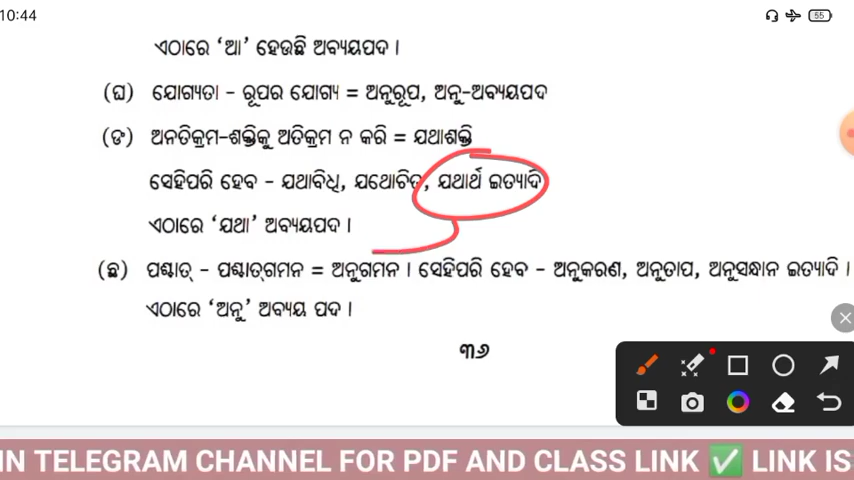 10:44
55
ଏଠାରେ ‘ଆ’ ହେଉଛି ଅବ୍ୟୟପଦ ।
(ଘ) ଯୋଗ୍ୟତା - ରୂପର ଯୋଗ୍ୟ = ଅନୁରୂପ, ଅନୁ-ଅବ୍ୟୟପଦ
(ଙ) ଅନତିକ୍ରମ-ଶକ୍ତିକୁ ଅତିକ୍ରମ ନ କରି = ଯଥାଶକ୍ତି
ସେହିପରି ହେବ - ଯଥାବିଧି, ଯଥୋଚିତ, ଯଥାର୍ଥ ଇତ୍ୟାଦି
ଏଠାରେ ‘ଯଥା’ ଅବ୍ୟୟପଦ ।
(ଛ) ପଶ୍ଚାତ୍ - ପଶ୍ଚାତ୍‌ଗମନ = ଅନୁଗମନ । ସେହିପରି ହେବ - ଅନୁକରଣ, ଅନୁତାପ, ଅନୁସନ୍ଧାନ ଇତ୍ୟାଦି ।
ଏଠାରେ ‘ଅନୁ’ ଅବ୍ୟୟ ପଦ ।
୩୬
IN TELEGRAM CHANNEL FOR PDF AND CLASS LINK ✅ LINK IS